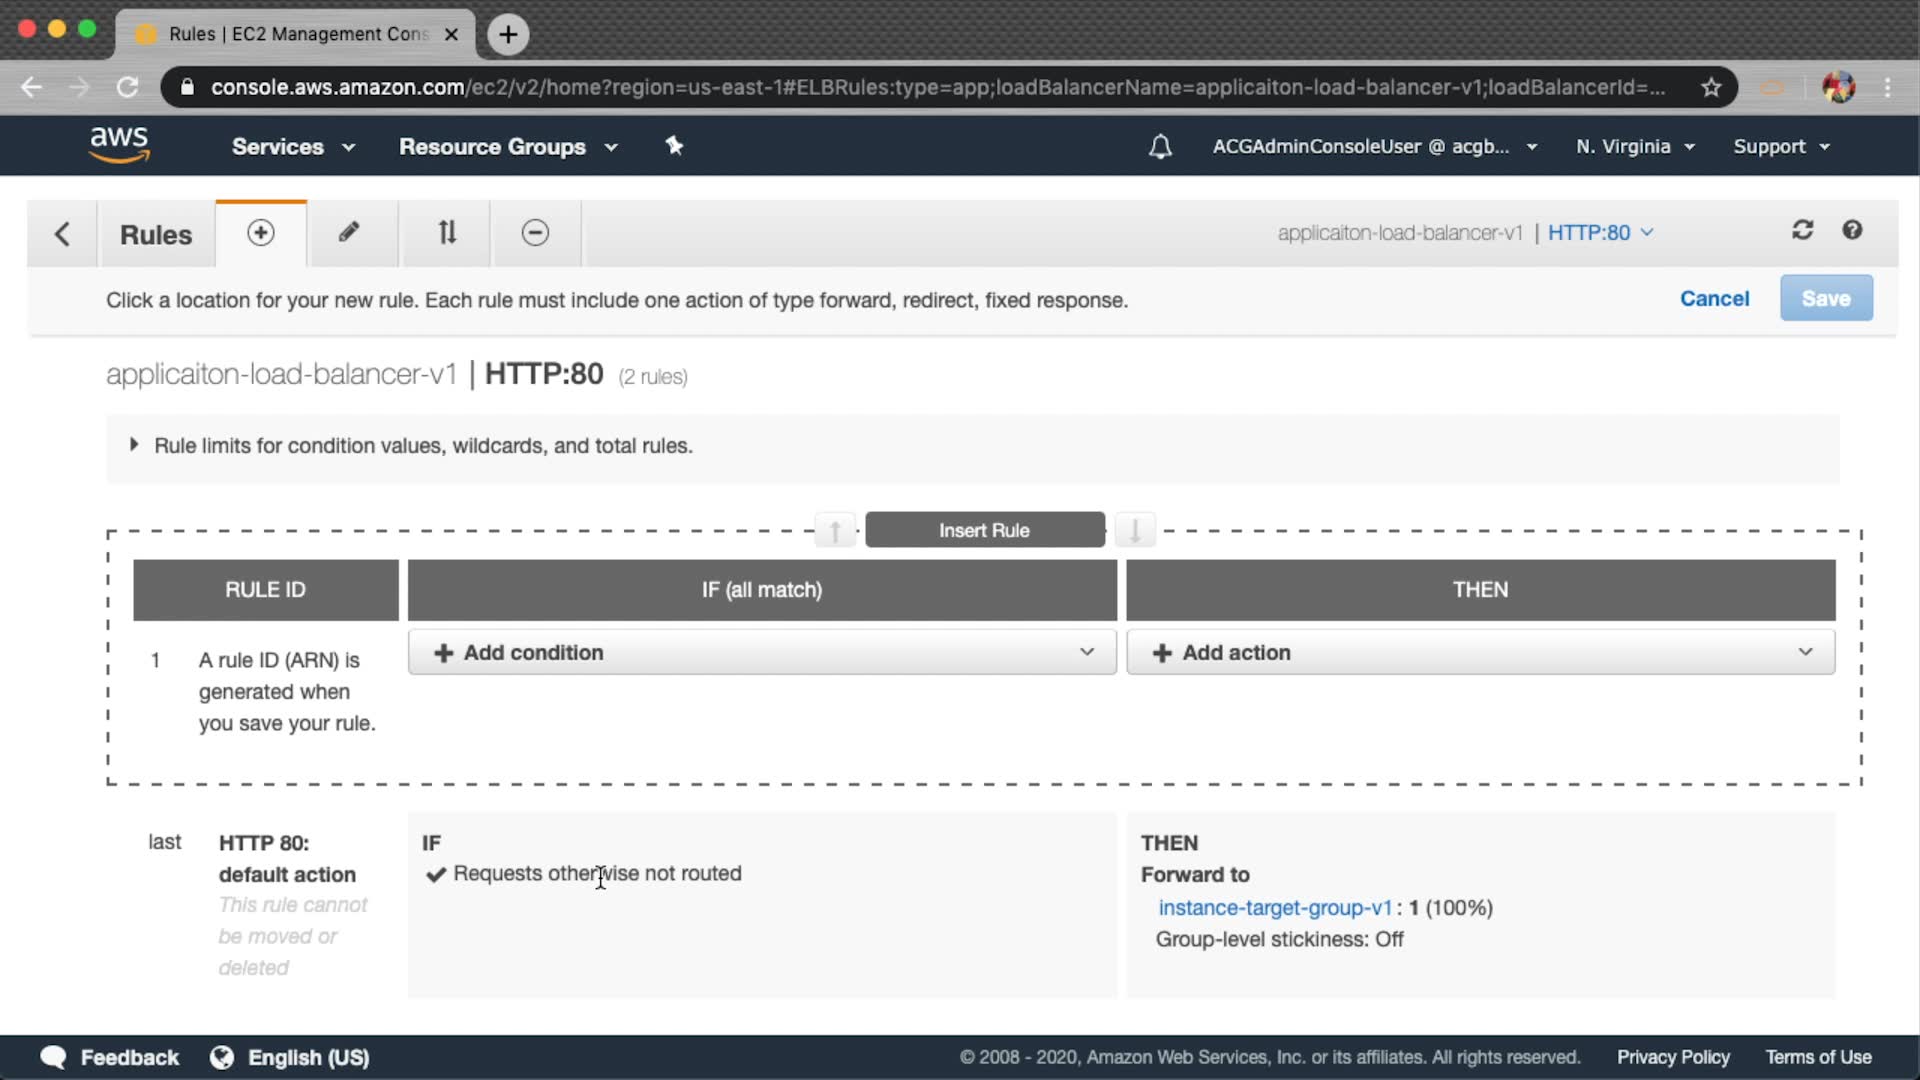 Rules | EC2 Management Cons
console.aws.amazon.com/ec2/v2/home?region=us-east-1#ELBRules:type=app;loadBalancerName=applicaiton-load-balancer-v1;loadBalancerId=...
aws Services Resource Groups ACGAdminConsoleUser @ acgb... N. Virginia Support
Rules applicaiton-load-balancer-v1 | HTTP:80
Click a location for your new rule. Each rule must include one action of type forward, redirect, fixed response. Cancel Save
applicaiton-load-balancer-v1 | HTTP:80 (2 rules)
Rule limits for condition values, wildcards, and total rules.
Insert Rule
RULE ID IF (all match) THEN
1 A rule ID (ARN) is generated when you save your rule.
Add condition
Add action
last HTTP 80: default action
This rule cannot be moved or deleted
IF
Requests otherwise not routed
THEN
Forward to
instance-target-group-v1: 1 (100%)
Group-level stickiness: Off
Feedback English (US) © 2008 - 2020, Amazon Web Services, Inc. or its affiliates. All rights reserved. Privacy Policy Terms of Use